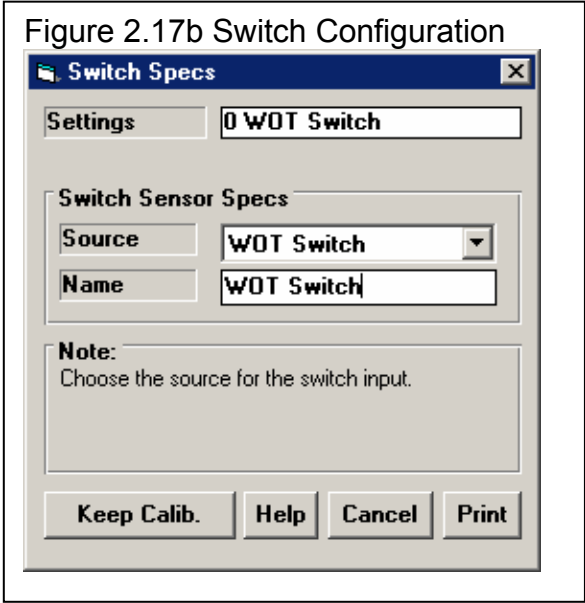 Figure 2.17b Switch Configuration
Switch Specs
Settings 0 WOT Switch
Switch Sensor Specs
Source WOT Switch
Name WOT Switch
Note:
Choose the source for the switch input.
Keep Calib. Help Cancel Print